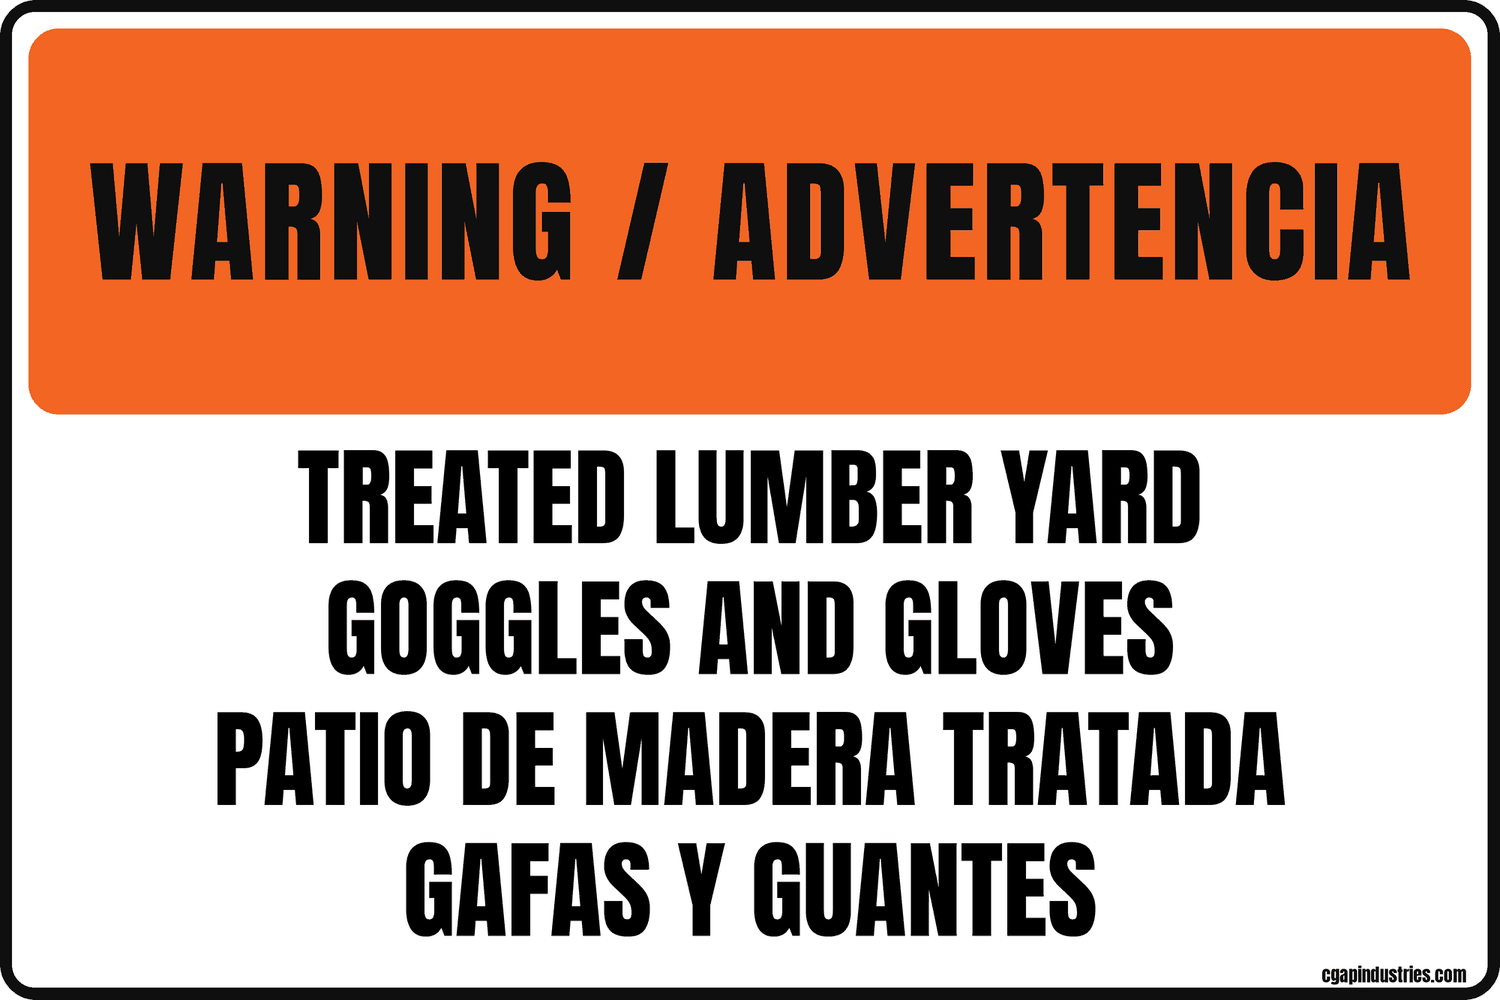 WARNING / ADVERTENCIA
TREATED LUMBER YARD
GOGGLES AND GLOVES
PATIO DE MADERA TRATADA
GAFAS Y GUANTES
cgapindustries.com